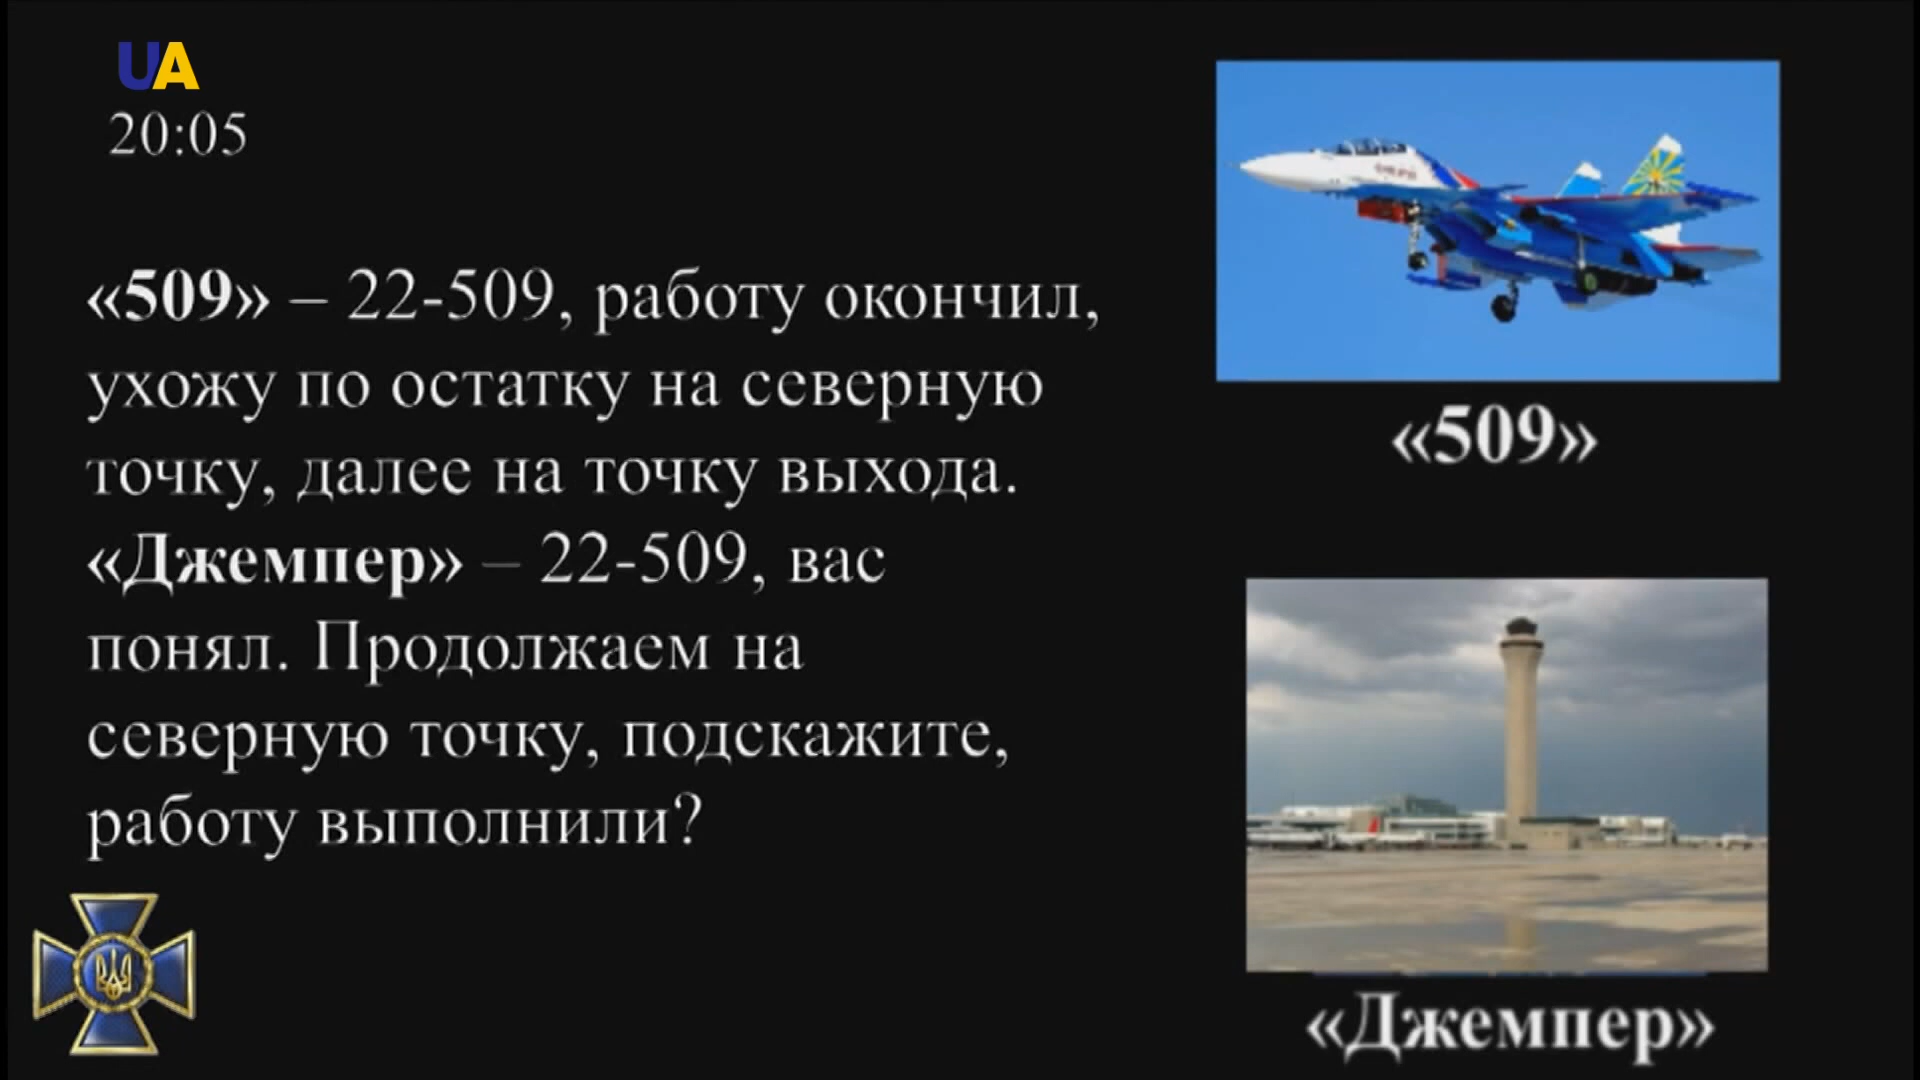 UA
20:05
«509» – 22-509, работу окончил,
ухожу по остатку на северную
точку, далее на точку выхода.
«Джемпер» – 22-509, вас
понял. Продолжаем на
северную точку, подскажите,
работу выполнили?
«509»
«Джемпер»